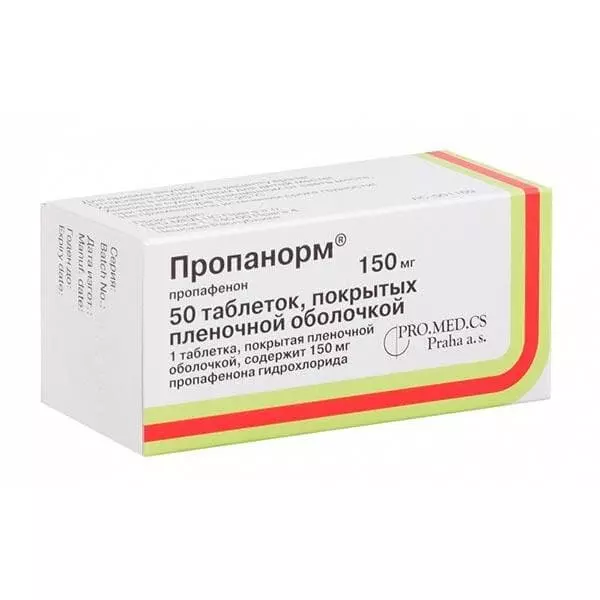 Пропанорм®
150 мг
пропафенон
50 таблеток, покрытых
пленочной оболочкой
1 таблетка, покрытая пленочной
оболочкой, содержит 150 мг
пропафенона гидрохлорида
PRO.MED.CS
Praha a.s.
Серия:
Batch No.:
Дата изгот.:
Manuf. date:
Годен до:
Expiry date: